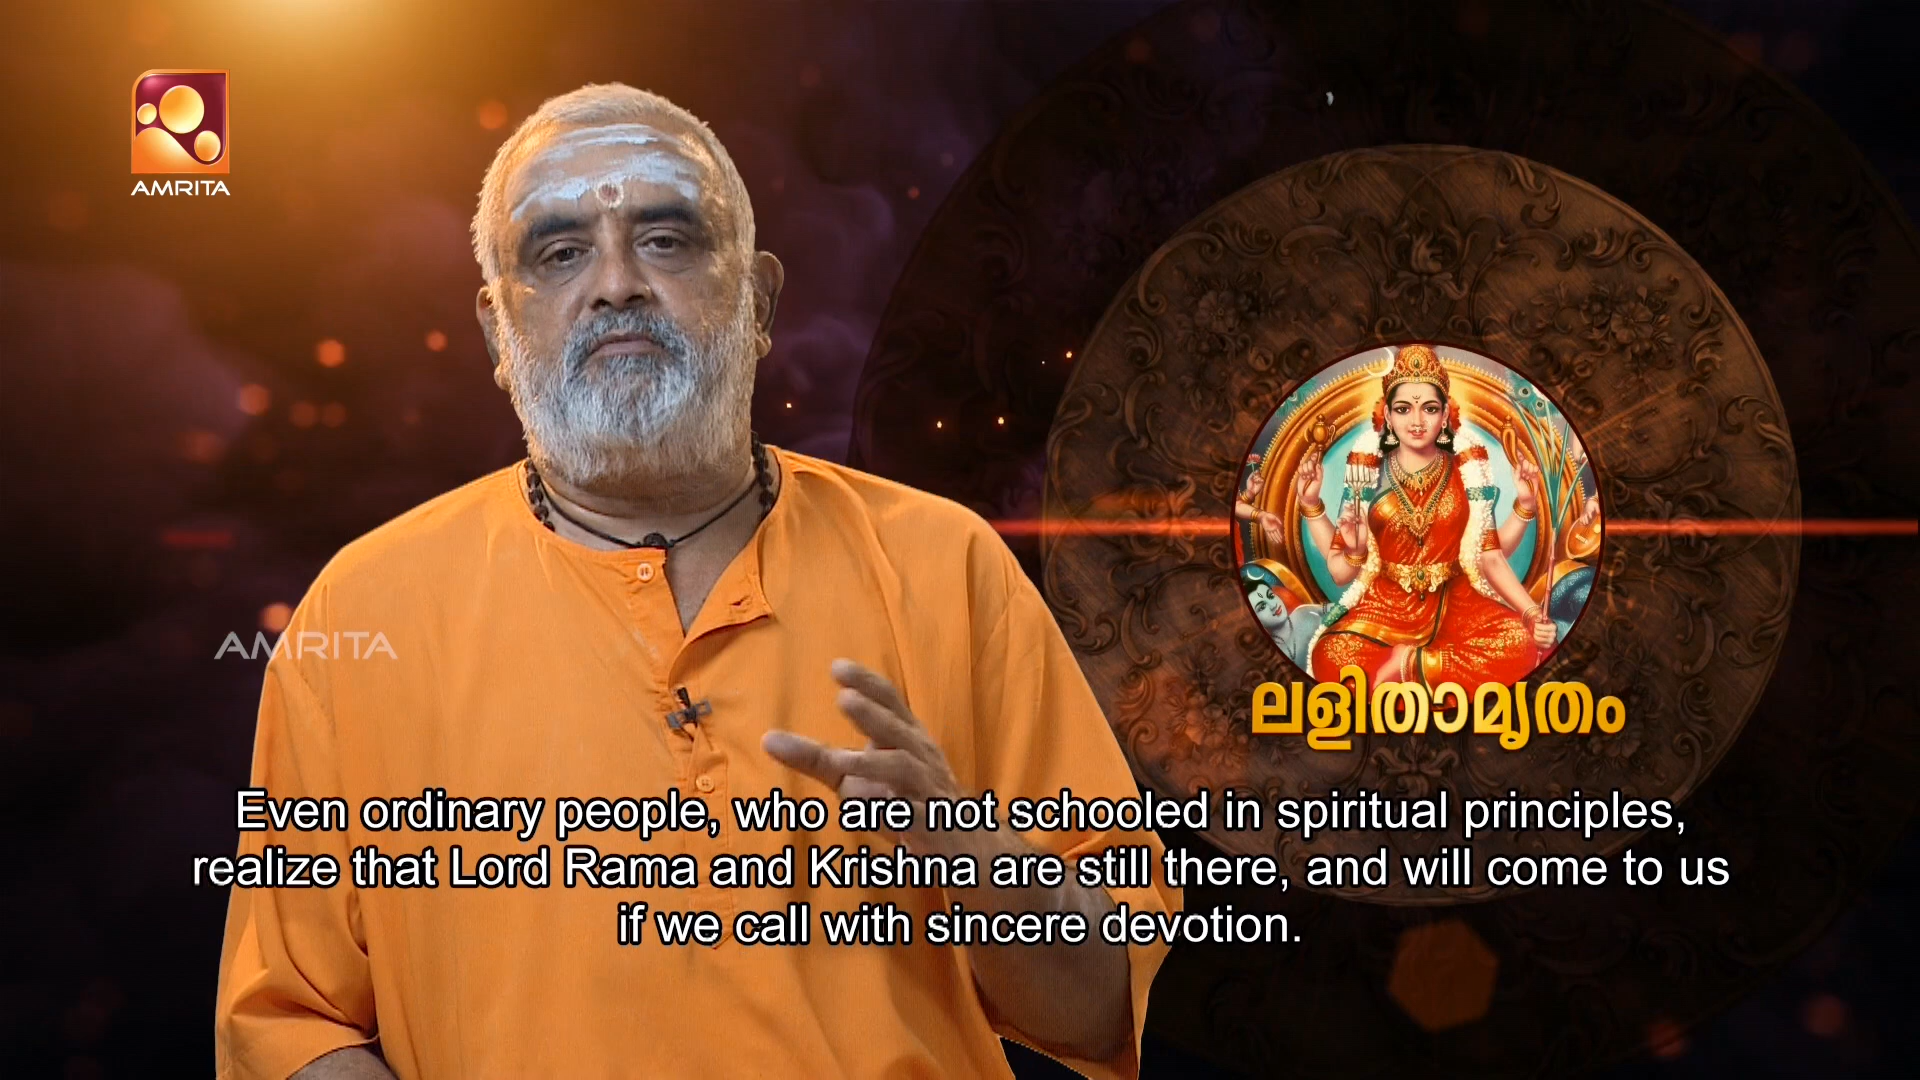 AMRITA
AMRITA
ലളിതാമൃതം
Even ordinary people, who are not schooled in spiritual principles,
realize that Lord Rama and Krishna are still there, and will come to us
if we call with sincere devotion.